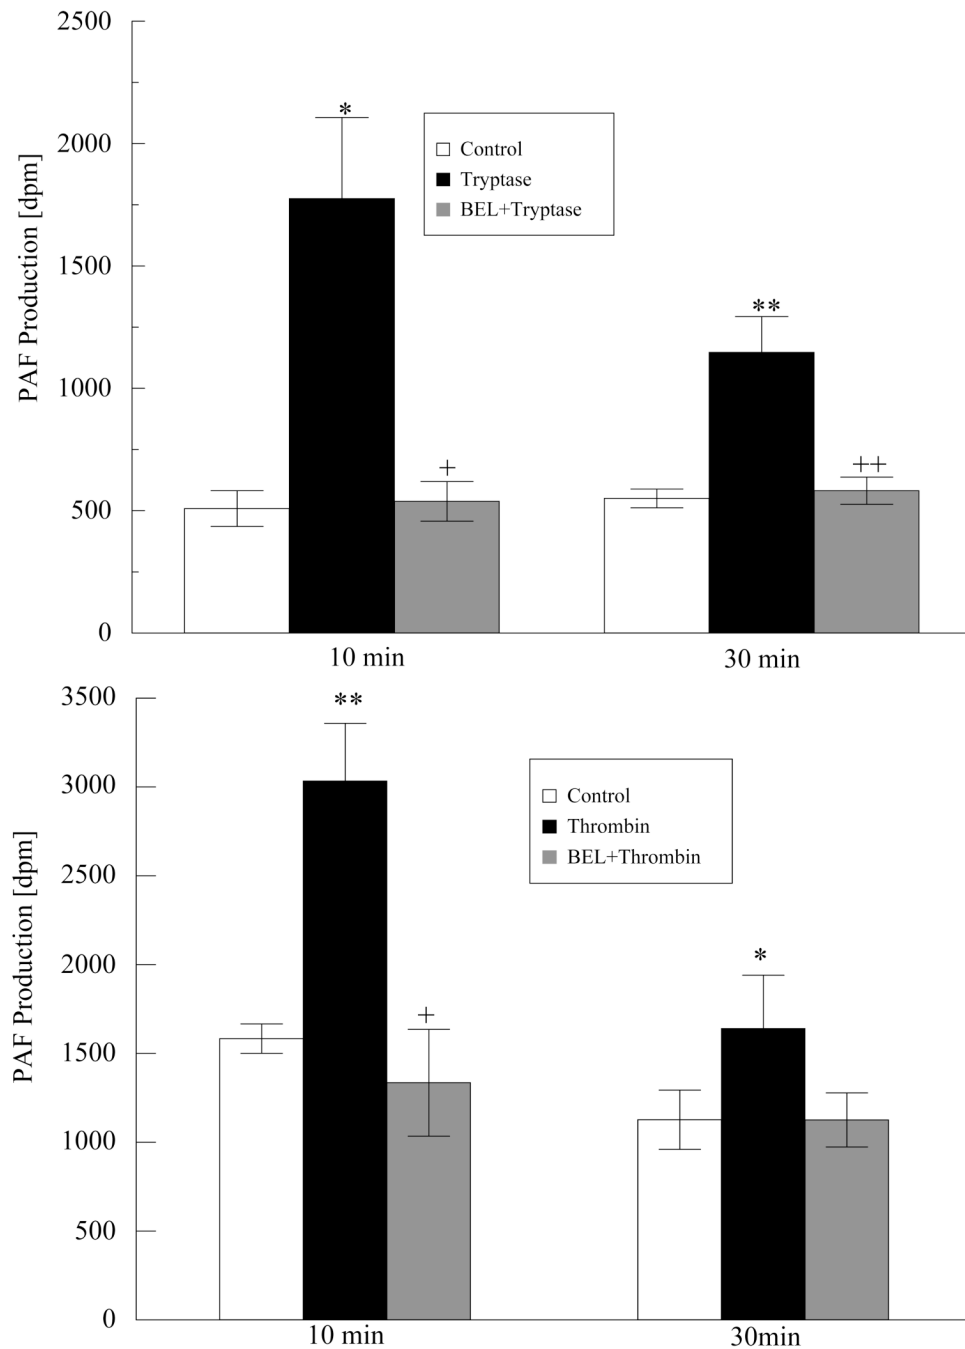 2500
2000
1500
1000
500
0
PAF Production [dpm]
*
**
+
++
Control
Tryptase
BEL+Tryptase
10 min
30 min
3500
3000
2500
2000
1500
1000
500
0
PAF Production [dpm]
**
+
*
Control
Thrombin
BEL+Thrombin
10 min
30min